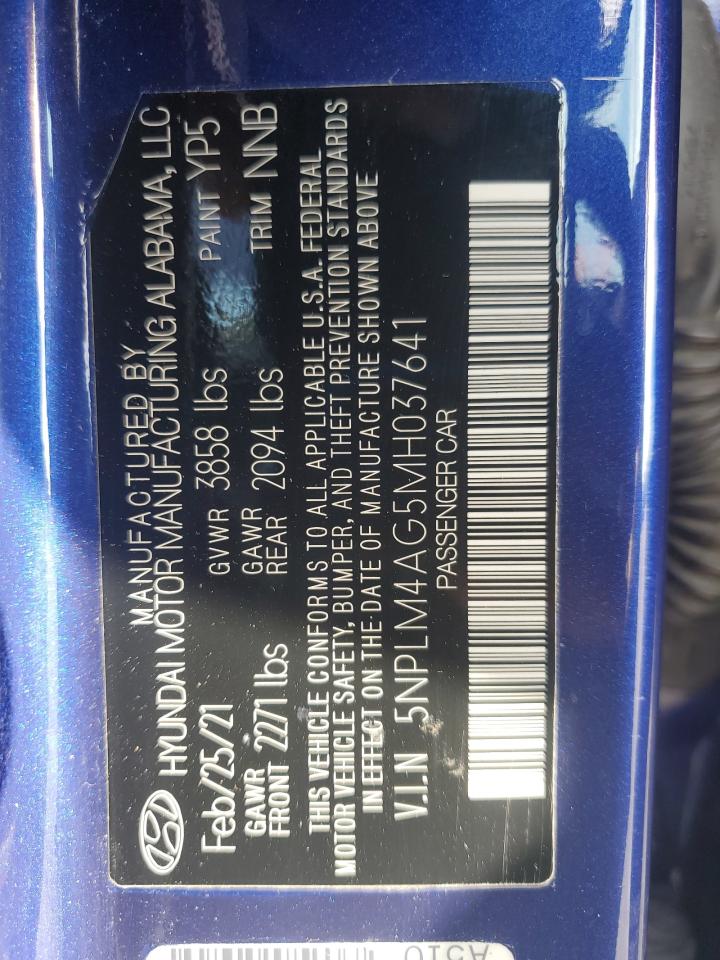 MANUFACTURED BY
HYUNDAI MOTOR MANUFACTURING ALABAMA, LLC
Feb/25/21 GVWR 3858 lbs PAINT YP5
GAWR FRONT 2271 lbs GAWR REAR 2094 lbs TRIM NNB
THIS VEHICLE CONFORMS TO ALL APPLICABLE U.S.A. FEDERAL
MOTOR VEHICLE SAFETY, BUMPER, AND THEFT PREVENTION STANDARDS
IN EFFECT ON THE DATE OF MANUFACTURE SHOWN ABOVE
V.I.N 5NPLM4AG5MH037641
PASSENGER CAR